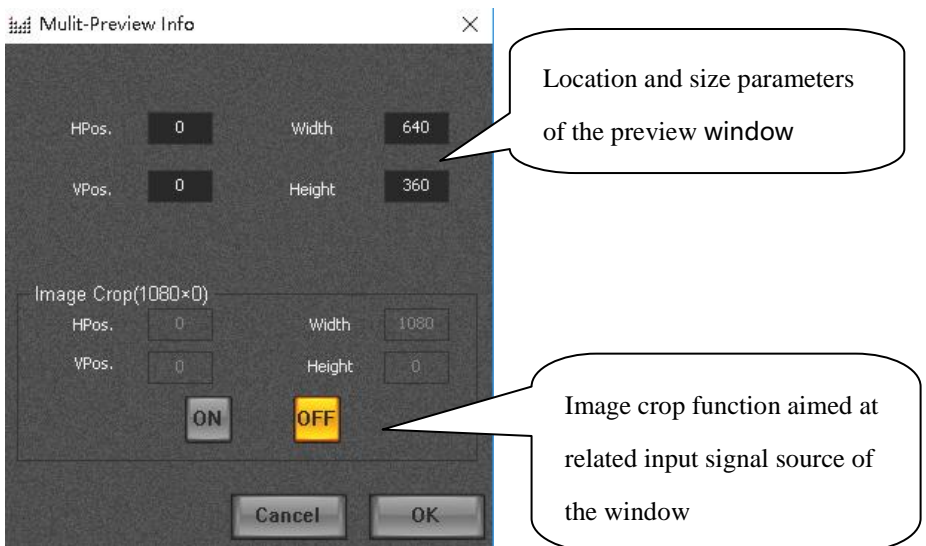 Mulit-Preview Info
Location and size parameters
of the preview window
HPos. 0 Width 640
VPos. 0 Height 360
Image Crop(1080×0)
HPos. 0 Width 1080
VPos. 0 Height 0
ON OFF
Image crop function aimed at
related input signal source of
the window
Cancel OK